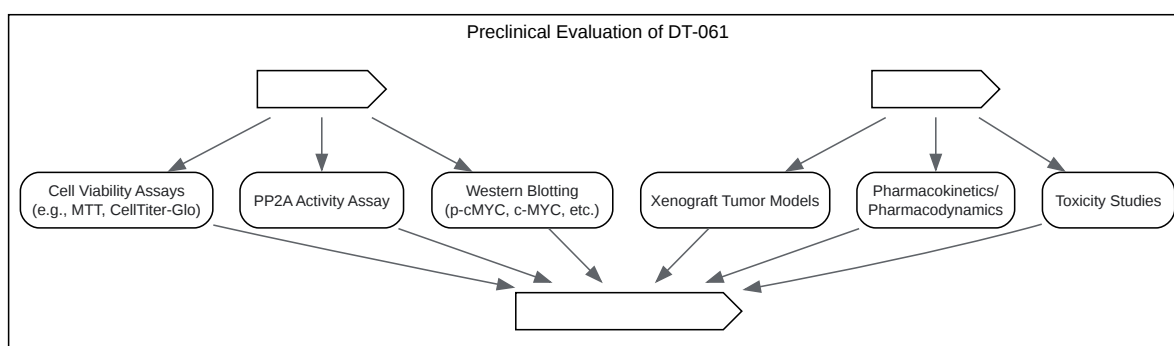 Preclinical Evaluation of DT-061
Cell Viability Assays
(e.g., MTT, CellTiter-Glo)
PP2A Activity Assay
Western Blotting
(p-cMYC, c-MYC, etc.)
Xenograft Tumor Models
Pharmacokinetics/
Pharmacodynamics
Toxicity Studies